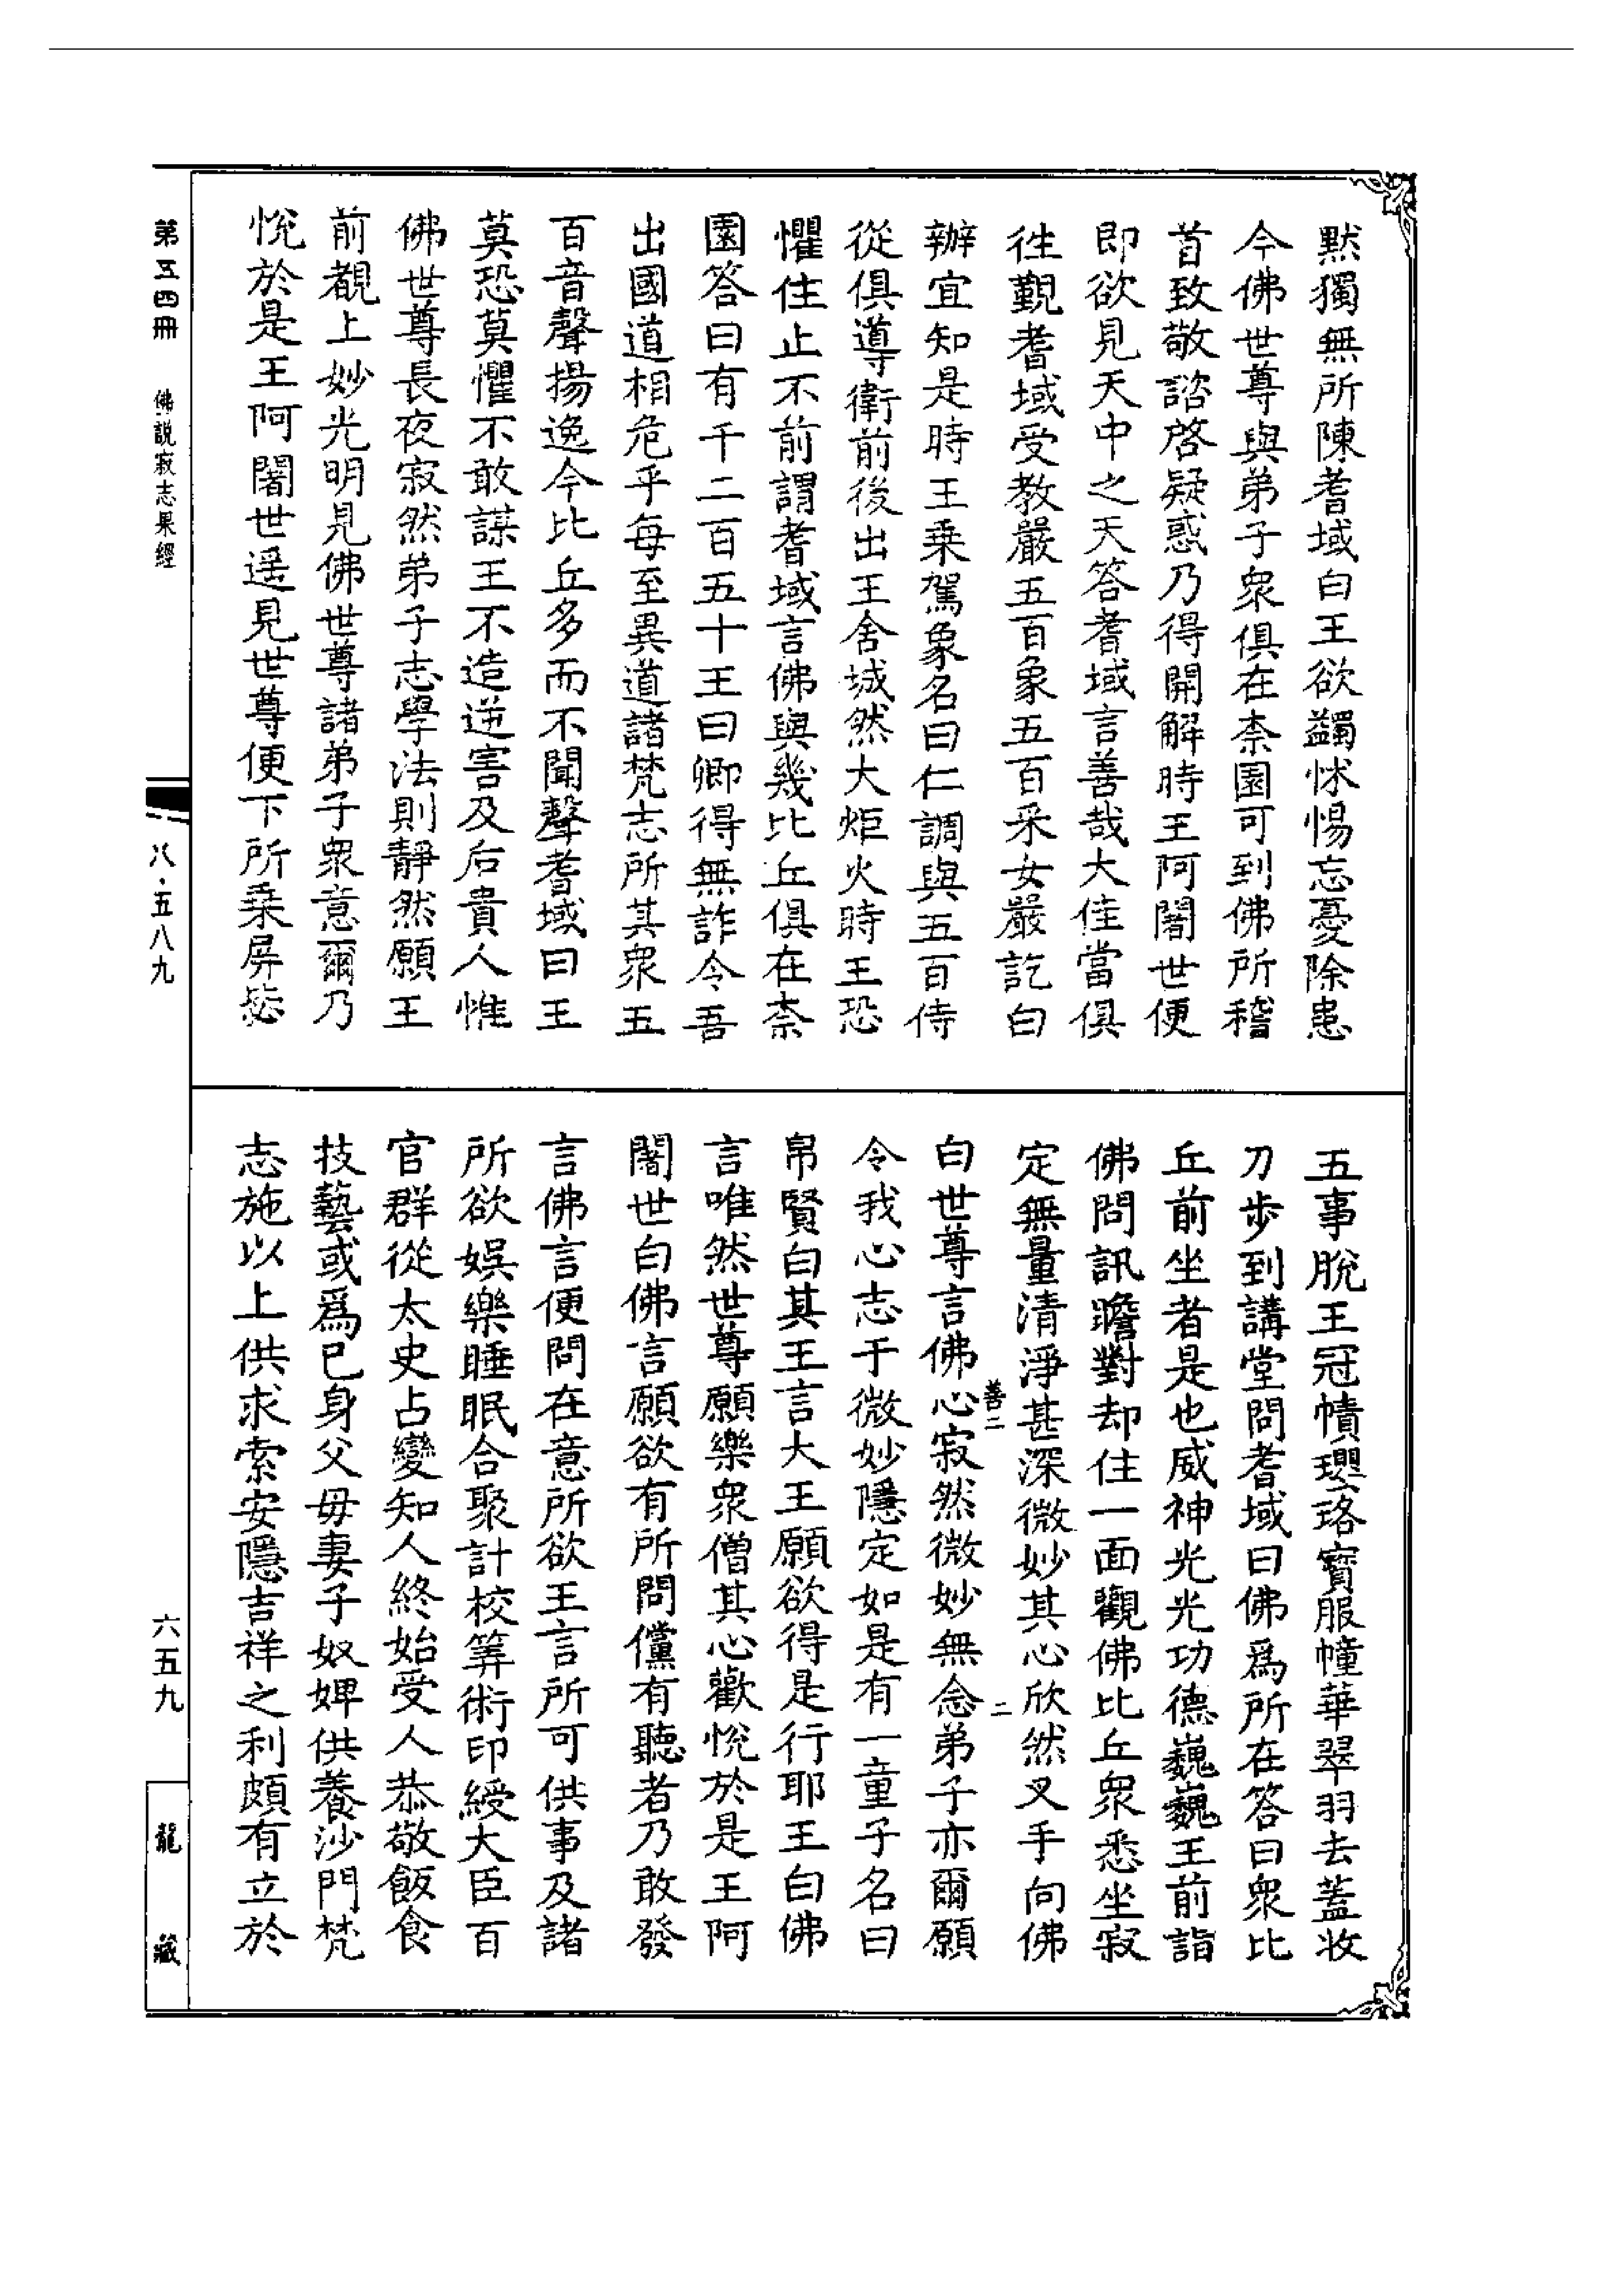 黙獨無所陳耆域白王欲蠲怵惕忘憂除患
今佛世尊與弟子衆俱在柰園可到佛所稽
首致敬諮啓疑惑乃得開解時王阿闍世便
即欲見天中之天答耆域言善哉大佳當俱
徃覲耆域受教嚴五百象五百采女嚴訖白
辦宜知是時王乗駕象名曰仁調與五百侍
從俱導衛前後出王舍城然大炬火時王恐
懼住止不前謂耆域言佛與幾比丘俱在柰
園答曰有千二百五十王曰卿得無詐令吾
出國道相危乎每至異道諸梵志所其衆五
百音聲揚逸今比丘多而不聞聲耆域曰王
莫恐莫懼不敢謀王不造逆害及后貴人惟
佛世尊長夜寂然弟子志學法則靜然願王
前覩上妙光明見佛世尊諸弟子衆意爾乃
恱於是王阿闍世遥見世尊便下所乗屏㧙
五事脫王冠幘瓔珞寳服幢華翠羽去蓋收
刀步到講堂問耆域曰佛爲所在答曰衆比
丘前坐者是也威神光光功德巍巍王前詣
佛問訊瞻對却住一面觀佛比丘衆悉坐寂
定無量清淨甚深微妙其心欣然叉手向佛
善二
二
白世尊言佛心寂然微妙無念弟子亦爾願
令我心志于微妙隱定如是有一童子名曰
帛賢白其王言大王願欲得是行耶王白佛
言唯然世尊願樂衆僧其心歡恱於是王阿
闍世白佛言願欲有所問儻有聽者乃敢發
言佛言便問在意所欲王言所可供事及諸
所欲娯樂睡眠合聚計校筭術印綬大臣百
官群從太史占變知人終始受人恭敬飯食
技藝或爲已身父毋妻子奴婢供養沙門梵
志施以上供求索安隱吉祥之利頗有立於
第五四冊
佛說寂志果經
八·五八九
六五九
龍藏